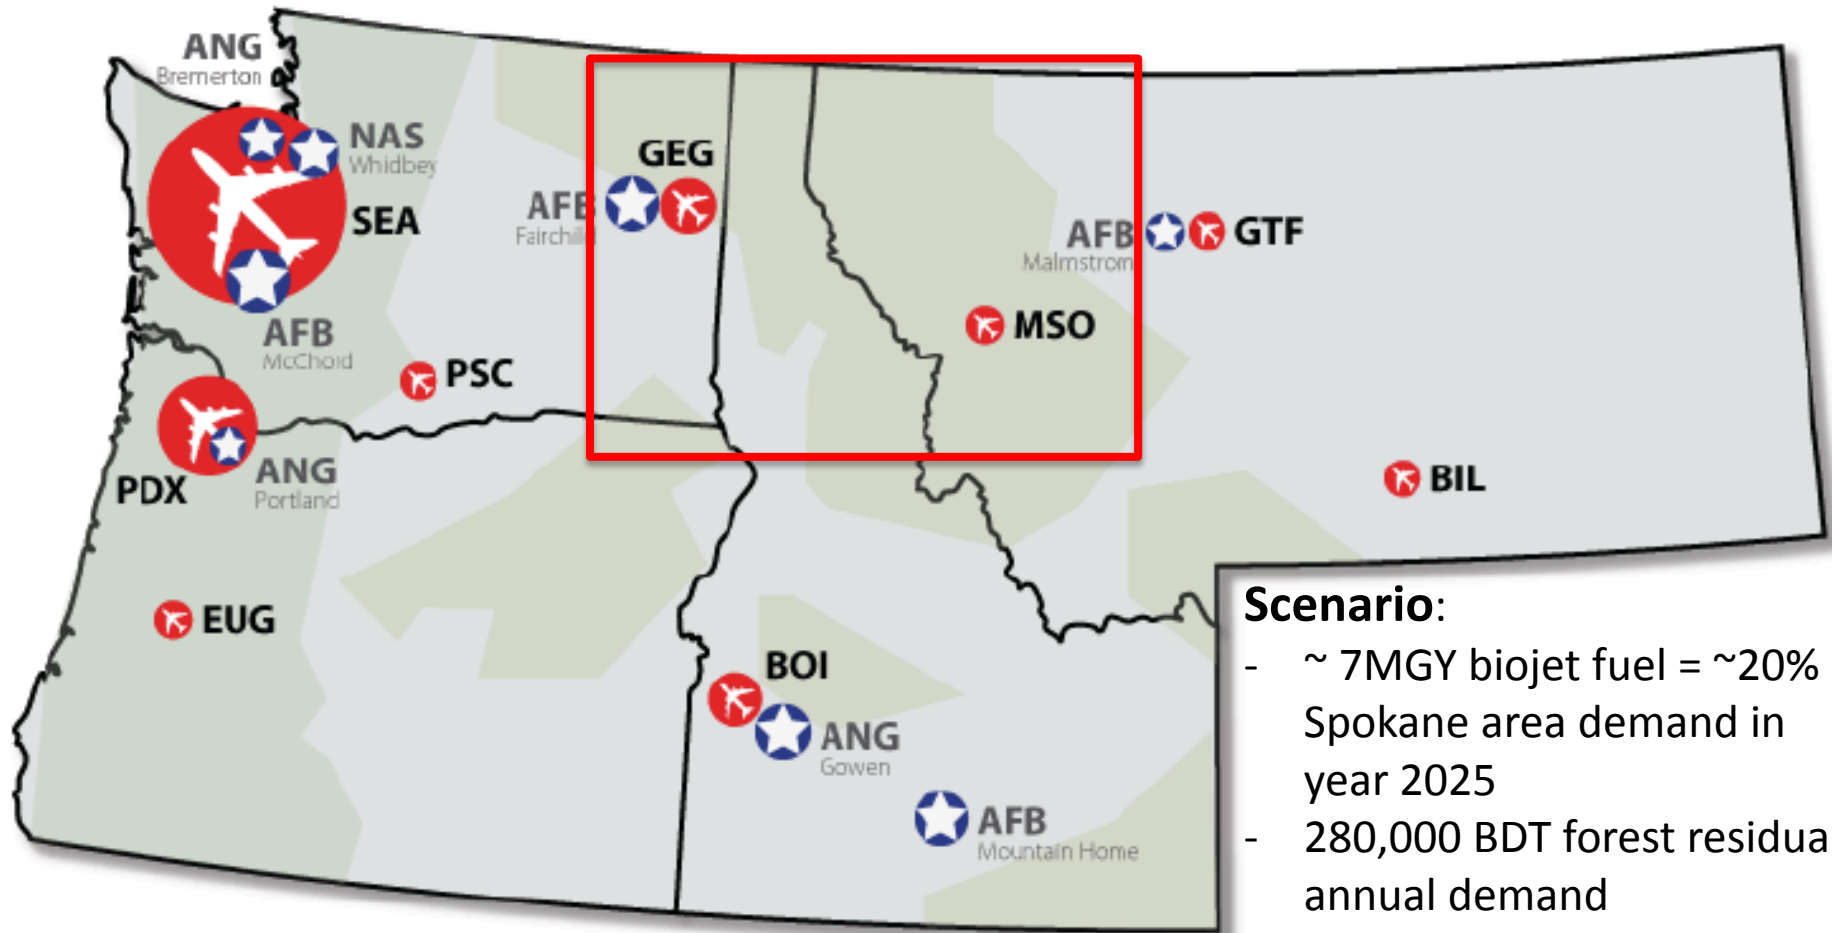 ANG
Bremerton
NAS
Whidbey
SEA
AFB
McChord
PSC
PDX
ANG
Portland
EUG
GEG
AFB
Fairchild
MSO
AFB
Malmstrom
GTF
BIL
BOI
ANG
Gowen
AFB
Mountain Home
Scenario:
- ~ 7MGY biojet fuel = ~20%
Spokane area demand in
year 2025
- 280,000 BDT forest residua
annual demand